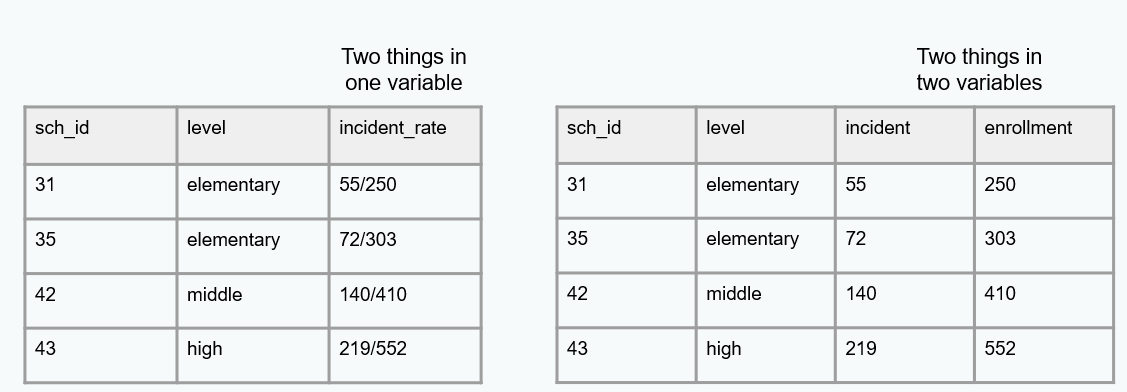 Two things in
one variable
sch_id level incident_rate
31 elementary 55/250
35 elementary 72/303
42 middle 140/410
43 high 219/552
Two things in
two variables
sch_id level incident enrollment
31 elementary 55 250
35 elementary 72 303
42 middle 140 410
43 high 219 552